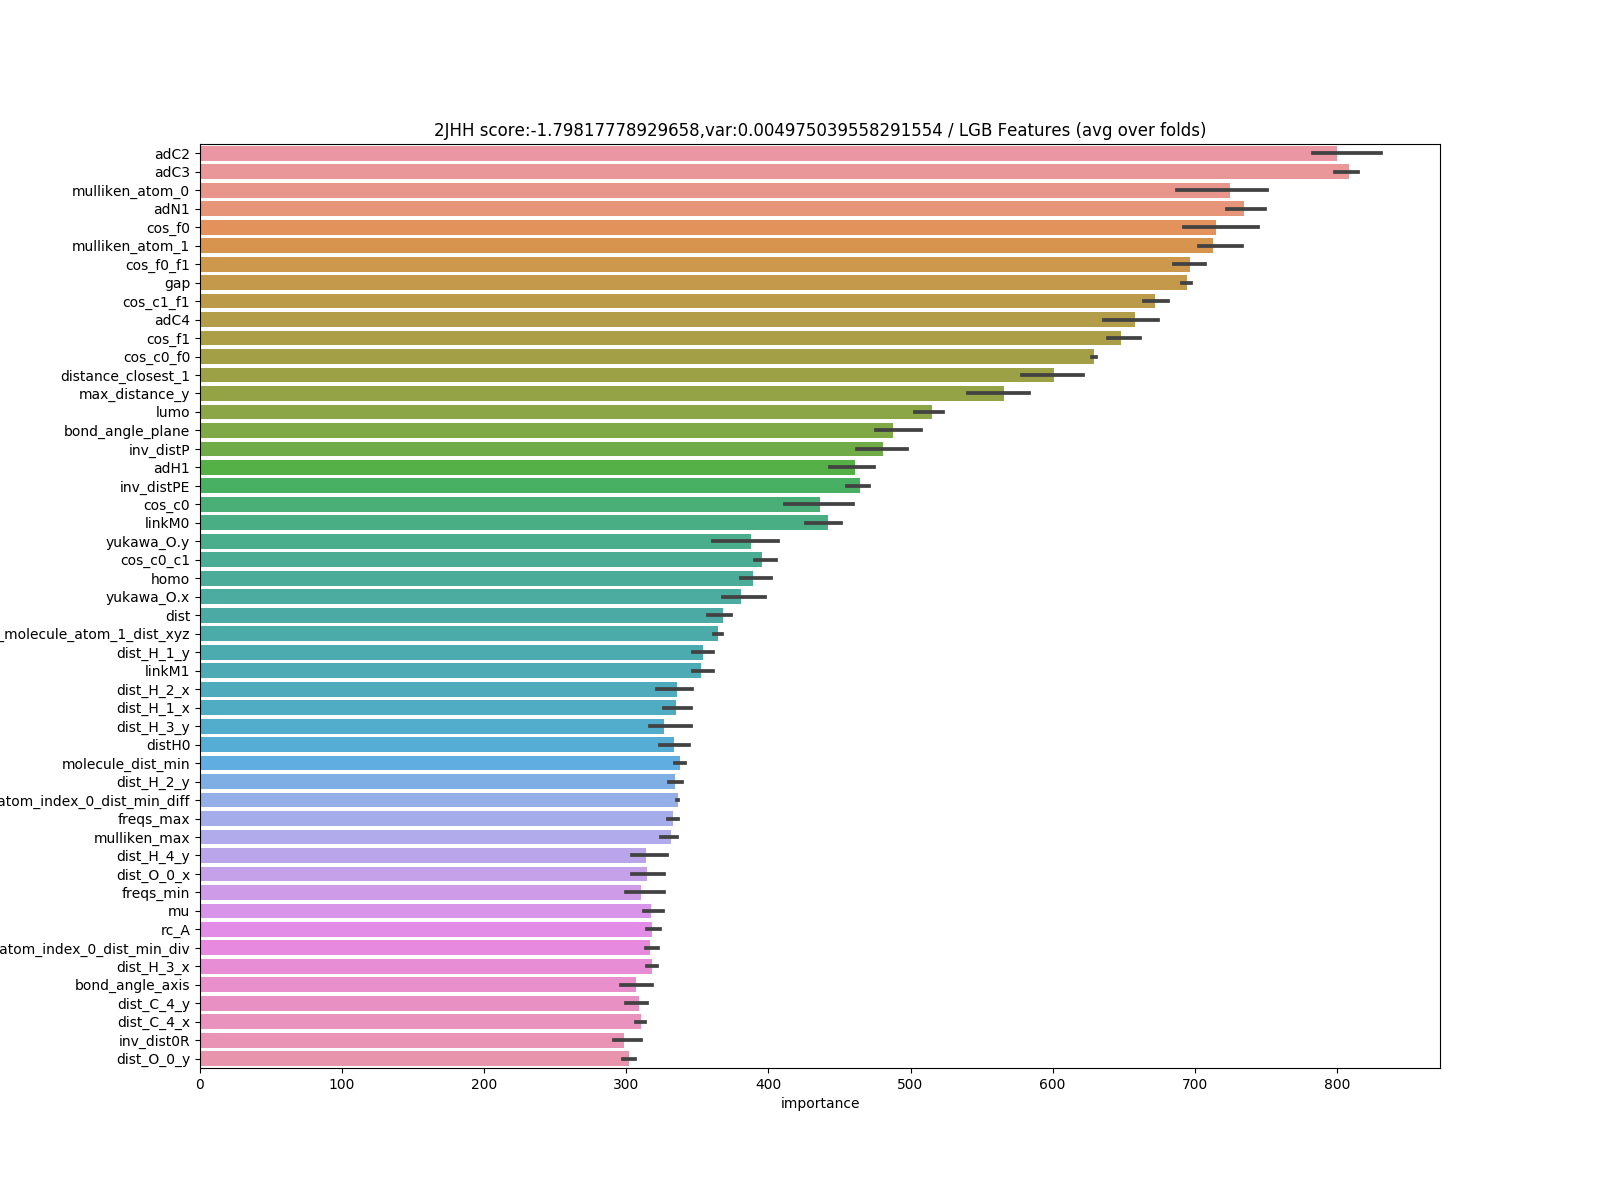 2JHH score:-1.79817778929658,var:0.004975039558291554 / LGB Features (avg over folds)
adC2
adC3
mulliken_atom_0
adN1
cos_f0
mulliken_atom_1
cos_f0_f1
gap
cos_c1_f1
adC4
cos_f1
cos_c0_f0
distance_closest_1
max_distance_y
lumo
bond_angle_plane
inv_distP
adH1
inv_distPE
cos_c0
linkM0
yukawa_O.y
cos_c0_c1
homo
yukawa_O.x
dist
_molecule_atom_1_dist_xyz
dist_H_1_y
linkM1
dist_H_2_x
dist_H_1_x
dist_H_3_y
distH0
molecule_dist_min
dist_H_2_y
atom_index_0_dist_min_diff
freqs_max
mulliken_max
dist_H_4_y
dist_O_0_x
freqs_min
mu
rc_A
atom_index_0_dist_min_div
dist_H_3_x
bond_angle_axis
dist_C_4_y
dist_C_4_x
inv_dist0R
dist_O_0_y
0 100 200 300 400 500 600 700 800
importance